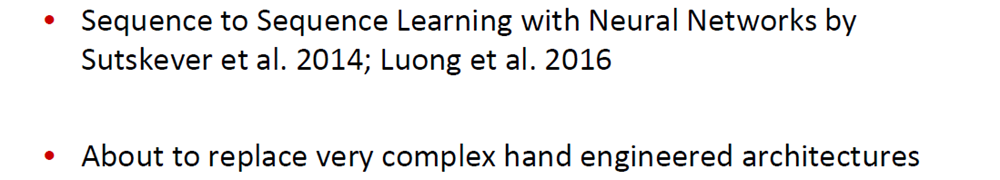 • Sequence to Sequence Learning with Neural Networks by
Sutskever et al. 2014; Luong et al. 2016
• About to replace very complex hand engineered architectures